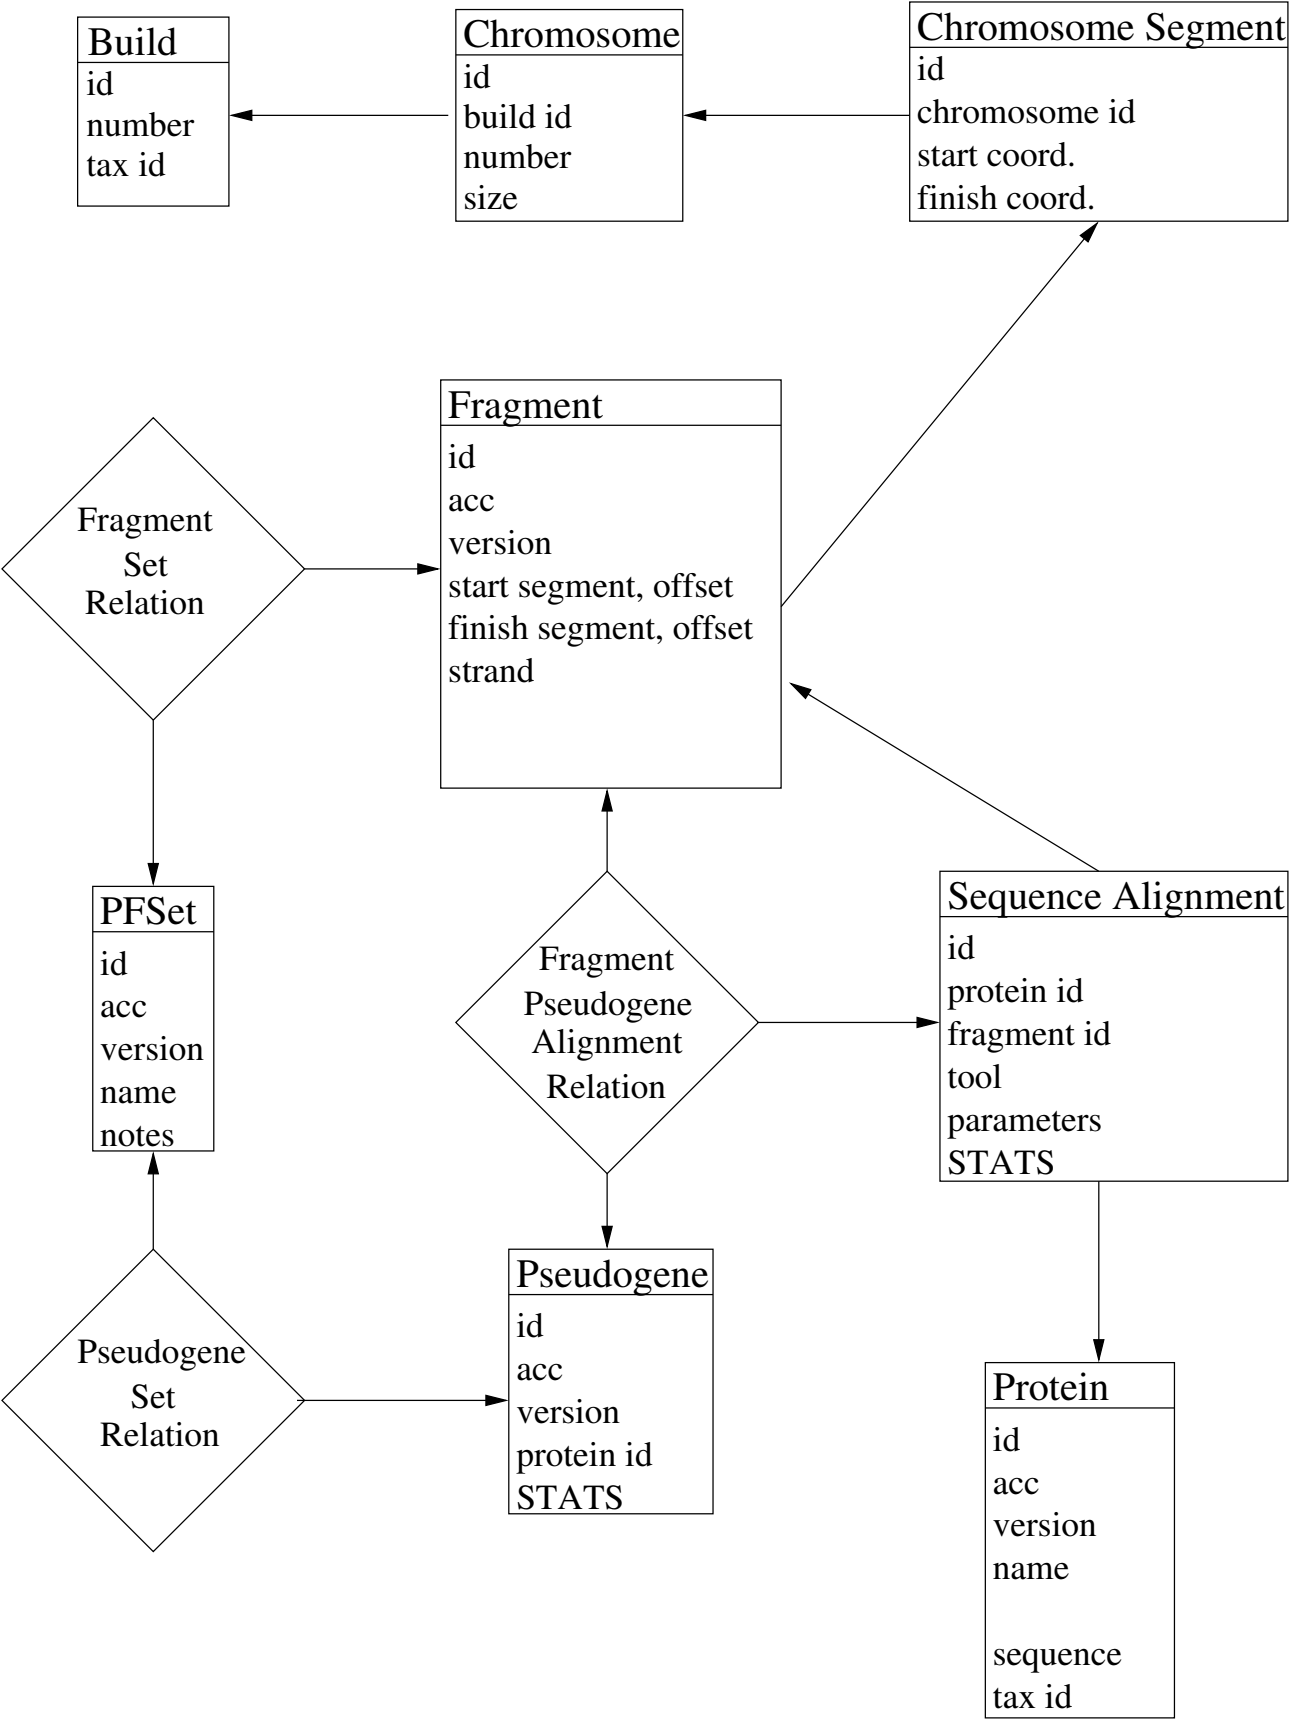 Build
id
number
tax id
Chromosome
id
build id
number
size
Chromosome Segment
id
chromosome id
start coord.
finish coord.
Fragment
Set
Relation
Fragment
id
acc
version
start segment, offset
finish segment, offset
strand
PFSet
id
acc
version
name
notes
Fragment
Pseudogene
Alignment
Relation
Sequence Alignment
id
protein id
fragment id
tool
parameters
STATS
Pseudogene
Set
Relation
Pseudogene
id
acc
version
protein id
STATS
Protein
id
acc
version
name
sequence
tax id